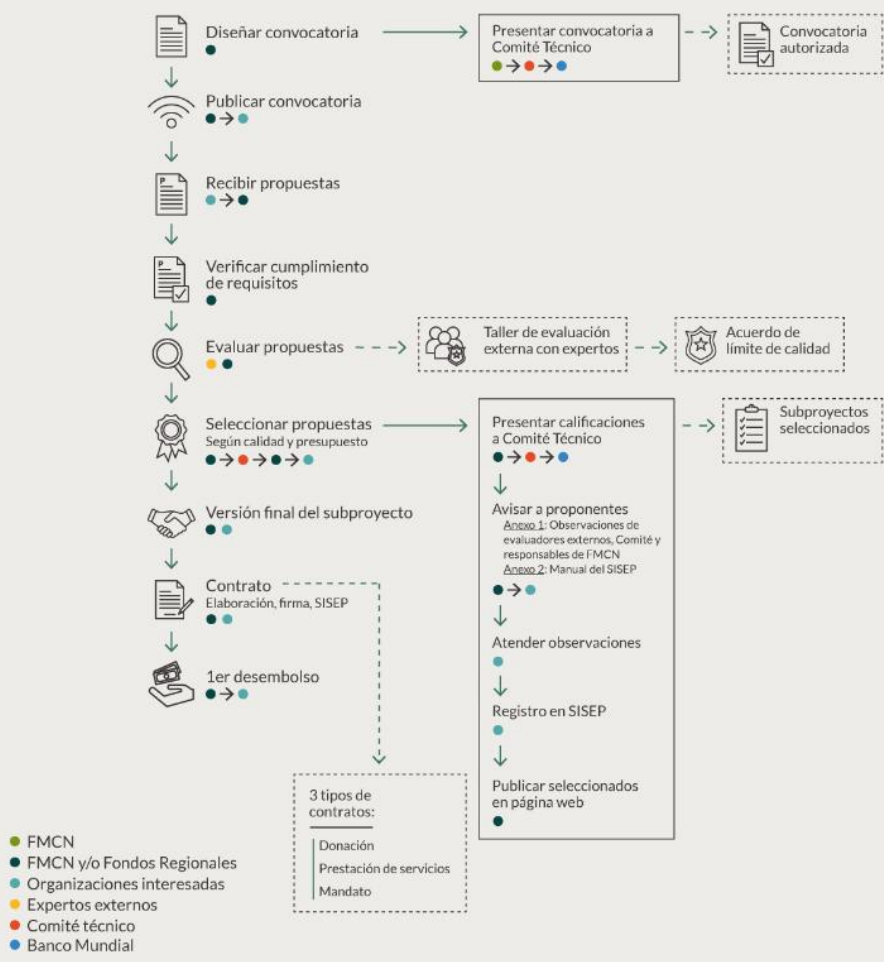 Diseñar convocatoria
Presentar convocatoria a
Comité Técnico
Convocatoria
autorizada
Publicar convocatoria
P
Recibir propuestas
P
Verificar cumplimiento
de requisitos
Evaluar propuestas
Taller de evaluación
externa con expertos
Acuerdo de
límite de calidad
Seleccionar propuestas
Según calidad y presupuesto
Presentar calificaciones
a Comité Técnico
Subproyectos
seleccionados
Avisar a proponentes
Anexo 1: Observaciones de
evaluadores externos, Comité y
responsables de FMCN
Anexo 2: Manual del SISEP
Atender observaciones
Registro en SISEP
Publicar seleccionados
en página web
Versión final del subproyecto
Contrato
Elaboración, firma, SISEP
1er desembolso
3 tipos de
contratos:
Donación
Prestación de servicios
Mandato
FMCN
FMCN y/o Fondos Regionales
Organizaciones interesadas
Expertos externos
Comité técnico
Banco Mundial